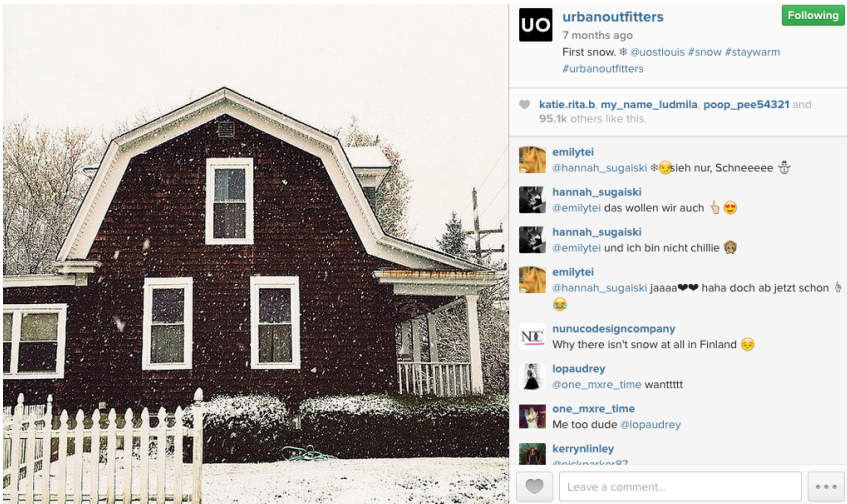 UO
urbanoutfitters
Following
7 months ago
First snow. ❄ @uostlouis #snow #staywarm
#urbanoutfitters
katie.rita.b, my_name_ludmila, poop_pee54321 and
95.1k others like this.
emilytei
@hannah_sugaiski ❄😏sieh nur, Schneeeee ⛄
hannah_sugaiski
@emilytei das wollen wir auch 👆😍
hannah_sugaiski
@emilytei und ich bin nicht chillie 🙊
emilytei
@hannah_sugaiski jaaaa❤❤ haha doch ab jetzt schon 👌
😂
NDC
nunucodesigncompany
Why there isn't snow at all in Finland 😒
lopaudrey
@one_mxre_time wanttttt
one_mxre_time
Me too dude @lopaudrey
kerrynlinley
@nickparker87
Leave a comment...